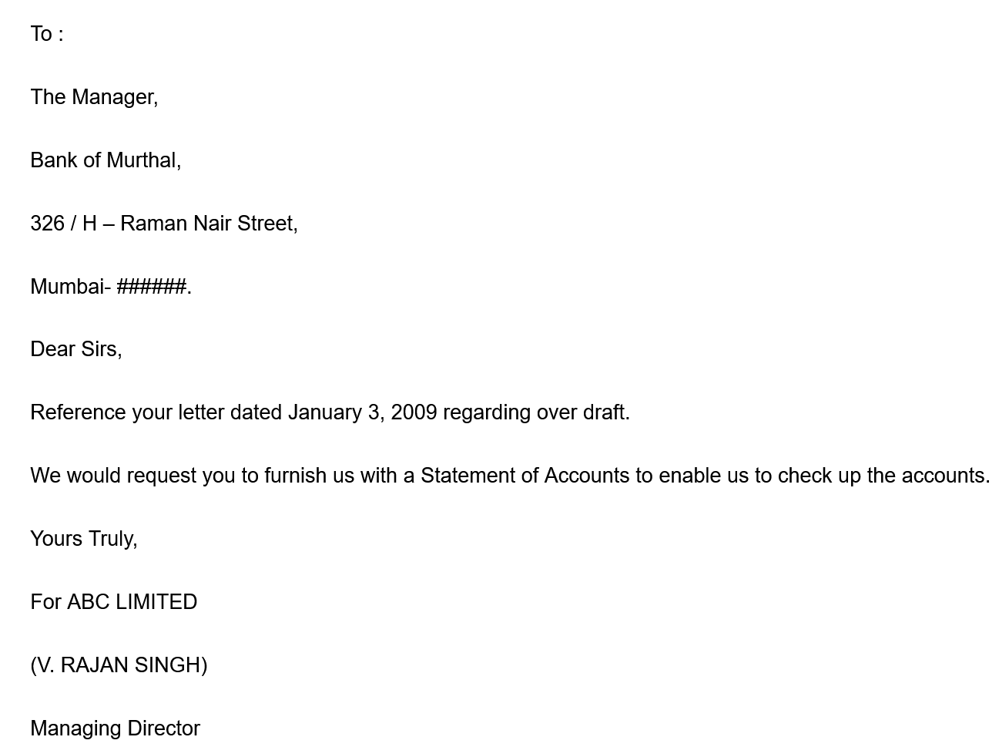 To :
The Manager,
Bank of Murthal,
326 / H – Raman Nair Street,
Mumbai- ######.
Dear Sirs,
Reference your letter dated January 3, 2009 regarding over draft.
We would request you to furnish us with a Statement of Accounts to enable us to check up the accounts.
Yours Truly,
For ABC LIMITED
(V. RAJAN SINGH)
Managing Director